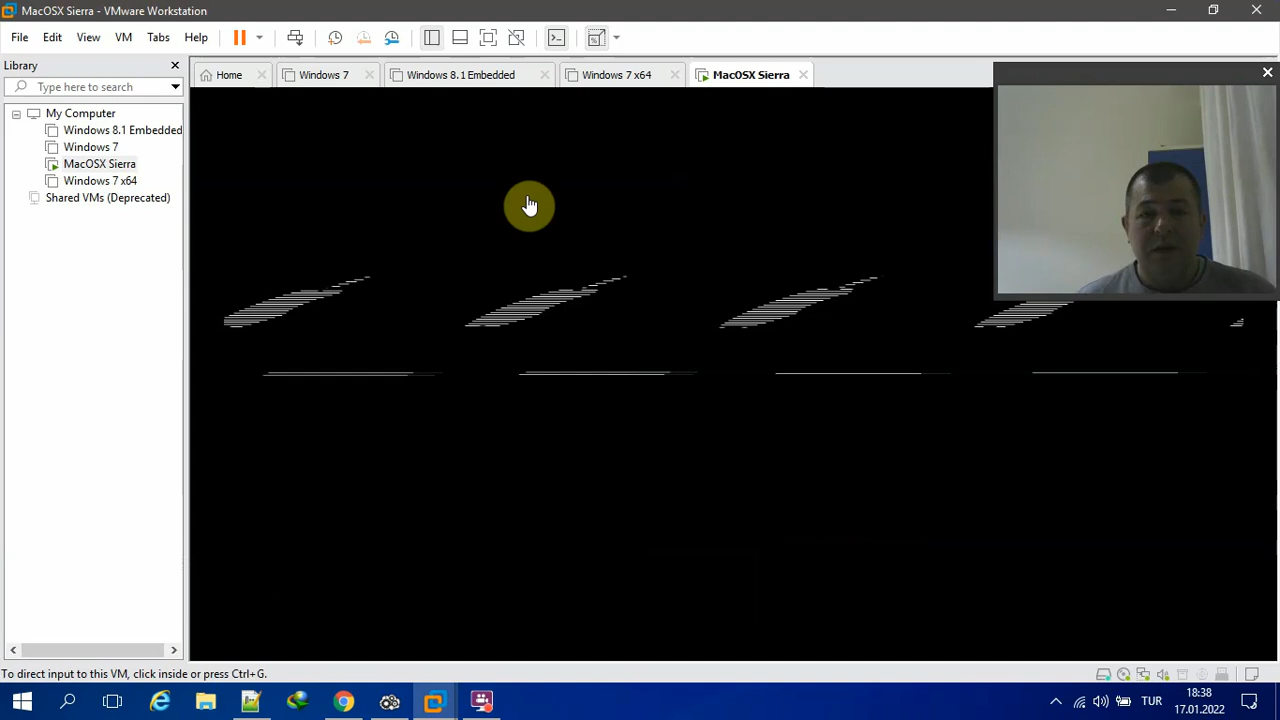 MacOSX Sierra - VMware Workstation
File Edit View VM Tabs Help
Library
Type here to search
My Computer
Windows 8.1 Embedded
Windows 7
MacOSX Sierra
Windows 7 x64
Shared VMs (Deprecated)
Home Windows 7 Windows 8.1 Embedded Windows 7 x64 MacOSX Sierra
To direct input to this VM, click inside or press Ctrl+G.
TUR
18:38
17.01.2022